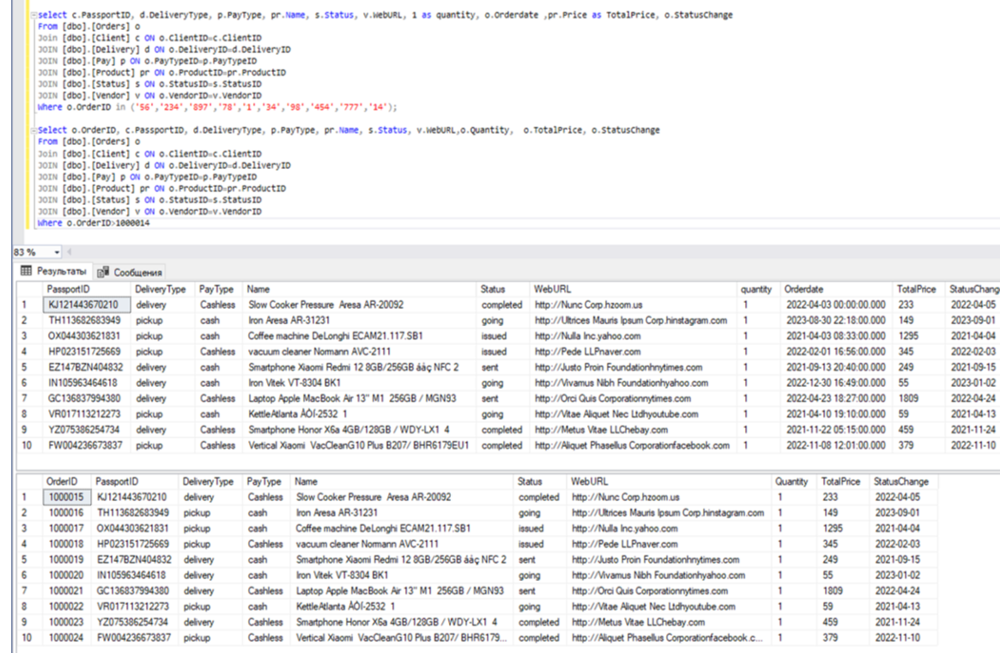 select c.PassportID, d.DeliveryType, p.PayType, pr.Name, s.Status, v.WebURL, 1 as quantity, o.Orderdate ,pr.Price as TotalPrice, o.StatusChange
From [dbo].[Orders] o
Join [dbo].[Client] c ON o.ClientID=c.ClientID
JOIN [dbo].[Delivery] d ON o.DeliveryID=d.DeliveryID
JOIN [dbo].[Pay] p ON o.PayTypeID=p.PayTypeID
JOIN [dbo].[Product] pr ON o.ProductID=pr.ProductID
JOIN [dbo].[Status] s ON o.StatusID=s.StatusID
JOIN [dbo].[Vendor] v ON o.VendorID=v.VendorID
Where o.OrderID in ('56','234','897','78','1','34','98','454','777','14');
Select o.OrderID, c.PassportID, d.DeliveryType, p.PayType, pr.Name, s.Status, v.WebURL,o.Quantity, o.TotalPrice, o.StatusChange
From [dbo].[Orders] o
Join [dbo].[Client] c ON o.ClientID=c.ClientID
JOIN [dbo].[Delivery] d ON o.DeliveryID=d.DeliveryID
JOIN [dbo].[Pay] p ON o.PayTypeID=p.PayTypeID
JOIN [dbo].[Product] pr ON o.ProductID=pr.ProductID
JOIN [dbo].[Status] s ON o.StatusID=s.StatusID
JOIN [dbo].[Vendor] v ON o.VendorID=v.VendorID
Where o.OrderID>1000014
83 %
Результаты Сообщения
PassportID DeliveryType PayType Name Status WebURL quantity Orderdate TotalPrice StatusChang
1 KJ121443670210 delivery Cashless Slow Cooker Pressure Aresa AR-20092 completed http://Nunc Corp.hzoom.us 1 2022-04-03 00:00:00.000 233 2022-04-05
2 TH113682683949 pickup cash Iron Aresa AR-31231 going http://Ultrices Mauris Ipsum Corp.hinstagram.com 1 2023-08-30 22:18:00.000 149 2023-09-01
3 OX044303621831 pickup cash Coffee machine DeLonghi ECAM21.117.SB1 issued http://Nulla Inc.yahoo.com 1 2021-04-03 08:33:00.000 1295 2021-04-04
4 HP023151725669 pickup Cashless vacuum cleaner Normann AVC-2111 issued http://Pede LLPnaver.com 1 2022-02-01 16:56:00.000 345 2022-02-03
5 EZ147BZN404832 delivery cash Smartphone Xiaomi Redmi 12 8GB/256GB áåç NFC 2 sent http://Justo Proin Foundationhnytimes.com 1 2021-09-13 20:40:00.000 249 2021-09-15
6 IN105963464618 delivery cash Iron Vitek VT-8304 BK1 going http://Vivamus Nibh Foundationhyahoo.com 1 2022-12-30 16:49:00.000 55 2023-01-02
7 GC136837994380 delivery Cashless Laptop Apple MacBook Air 13" M1 256GB / MGN93 sent http://Orci Quis Corporationnytimes.com 1 2022-04-23 18:27:00.000 1809 2022-04-24
8 VR017113212273 pickup cash KettleAtlanta ÀÒÍ-2532 1 going http://Vitae Aliquet Nec Ltdhyoutube.com 1 2021-04-10 19:10:00.000 59 2021-04-13
9 YZ075386254734 delivery Cashless Smartphone Honor X6a 4GB/128GB / WDY-LX1 4 completed http://Metus Vitae LLChebay.com 1 2021-11-22 05:15:00.000 459 2021-11-24
10 FW004236673837 pickup Cashless Vertical Xiaomi VacCleanG10 Plus B207/ BHR6179EU1 completed http://Aliquet Phasellus Corporationfacebook.com 1 2022-11-08 12:01:00.000 379 2022-11-10
OrderID PassportID DeliveryType PayType Name Status WebURL Quantity TotalPrice StatusChange
1 1000015 KJ121443670210 delivery Cashless Slow Cooker Pressure Aresa AR-20092 completed http://Nunc Corp.hzoom.us 1 233 2022-04-05
2 1000016 TH113682683949 pickup cash Iron Aresa AR-31231 going http://Ultrices Mauris Ipsum Corp.hinstagram.com 1 149 2023-09-01
3 1000017 OX044303621831 pickup cash Coffee machine DeLonghi ECAM21.117.SB1 issued http://Nulla Inc.yahoo.com 1 1295 2021-04-04
4 1000018 HP023151725669 pickup Cashless vacuum cleaner Normann AVC-2111 issued http://Pede LLPnaver.com 1 345 2022-02-03
5 1000019 EZ147BZN404832 delivery cash Smartphone Xiaomi Redmi 12 8GB/256GB áåç NFC 2 sent http://Justo Proin Foundationhnytimes.com 1 249 2021-09-15
6 1000020 IN105963464618 delivery cash Iron Vitek VT-8304 BK1 going http://Vivamus Nibh Foundationhyahoo.com 1 55 2023-01-02
7 1000021 GC136837994380 delivery Cashless Laptop Apple MacBook Air 13" M1 256GB / MGN93 sent http://Orci Quis Corporationnytimes.com 1 1809 2022-04-24
8 1000022 VR017113212273 pickup cash KettleAtlanta ÀÒÍ-2532 1 going http://Vitae Aliquet Nec Ltdhyoutube.com 1 59 2021-04-13
9 1000023 YZ075386254734 delivery Cashless Smartphone Honor X6a 4GB/128GB / WDY-LX1 4 completed http://Metus Vitae LLChebay.com 1 459 2021-11-24
10 1000024 FW004236673837 pickup Cashless Vertical Xiaomi VacCleanG10 Plus B207/ BHR6179... completed http://Aliquet Phasellus Corporationfacebook.c... 1 379 2022-11-10